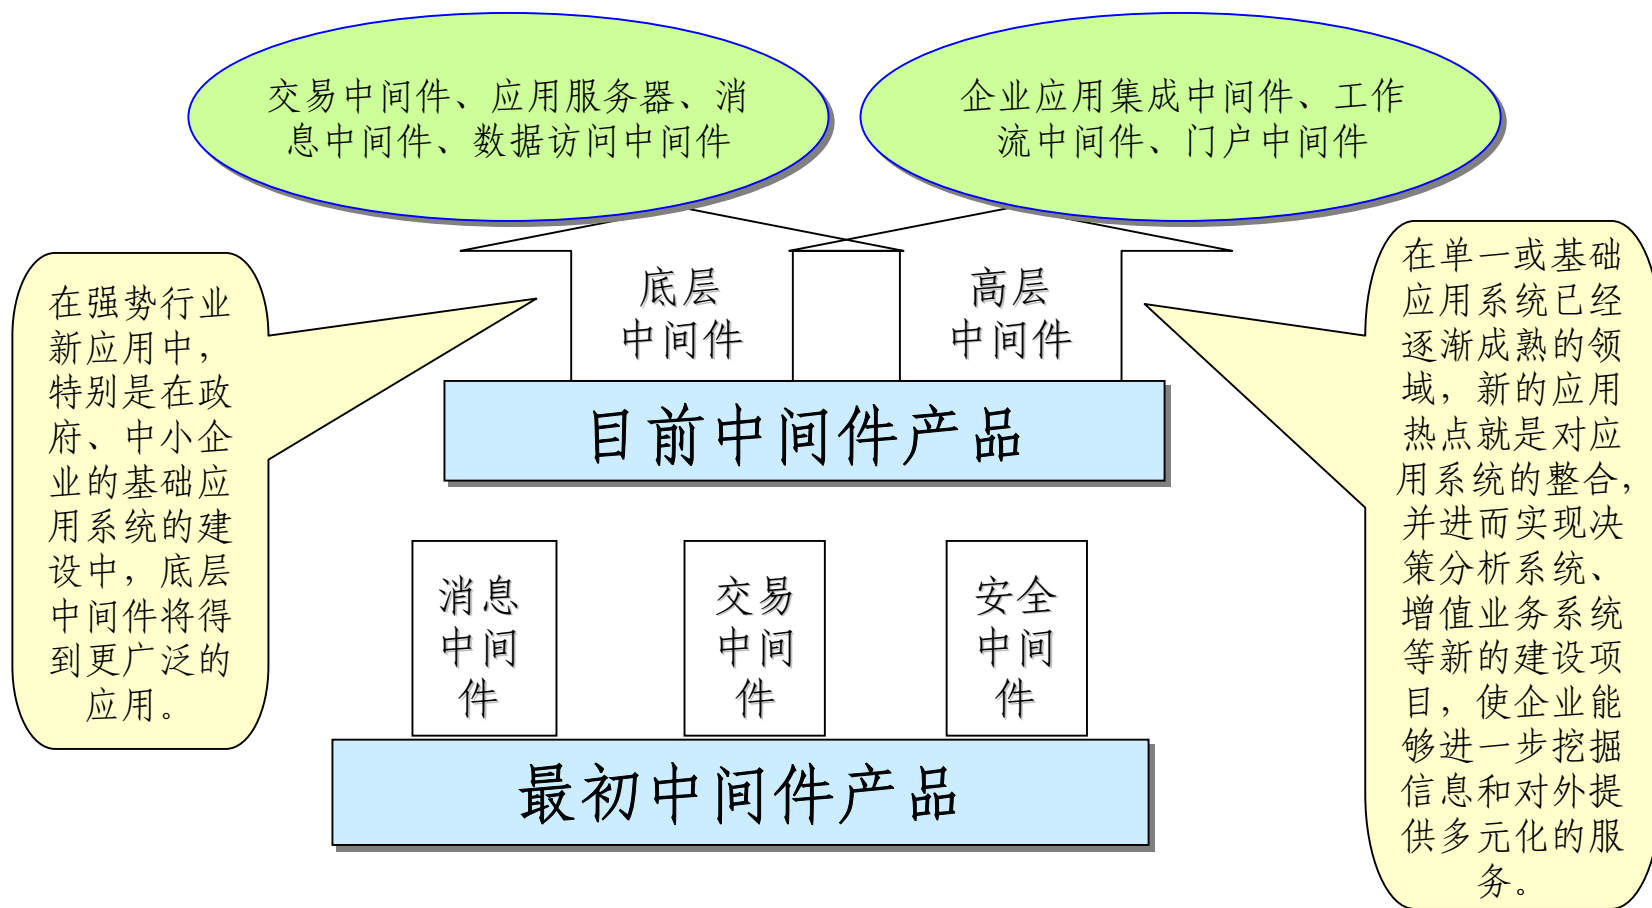 交易中间件、应用服务器、消
息中间件、数据访问中间件
企业应用集成中间件、工作
流中间件、门户中间件
底层
中间件
高层
中间件
在强势行业
新应用中，
特别是在政
府、中小企
业的基础应
用系统的建
设中，底层
中间件将得
到更广泛的
应用。
在单一或基础
应用系统已经
逐渐成熟的领
域，新的应用
热点就是对应
用系统的整合，
并进而实现决
策分析系统、
增值业务系统
等新的建设项
目，使企业能
够进一步挖掘
信息和对外提
供多元化的服
务。
目前中间件产品
消息
中间
件
交易
中间
件
安全
中间
件
最初中间件产品